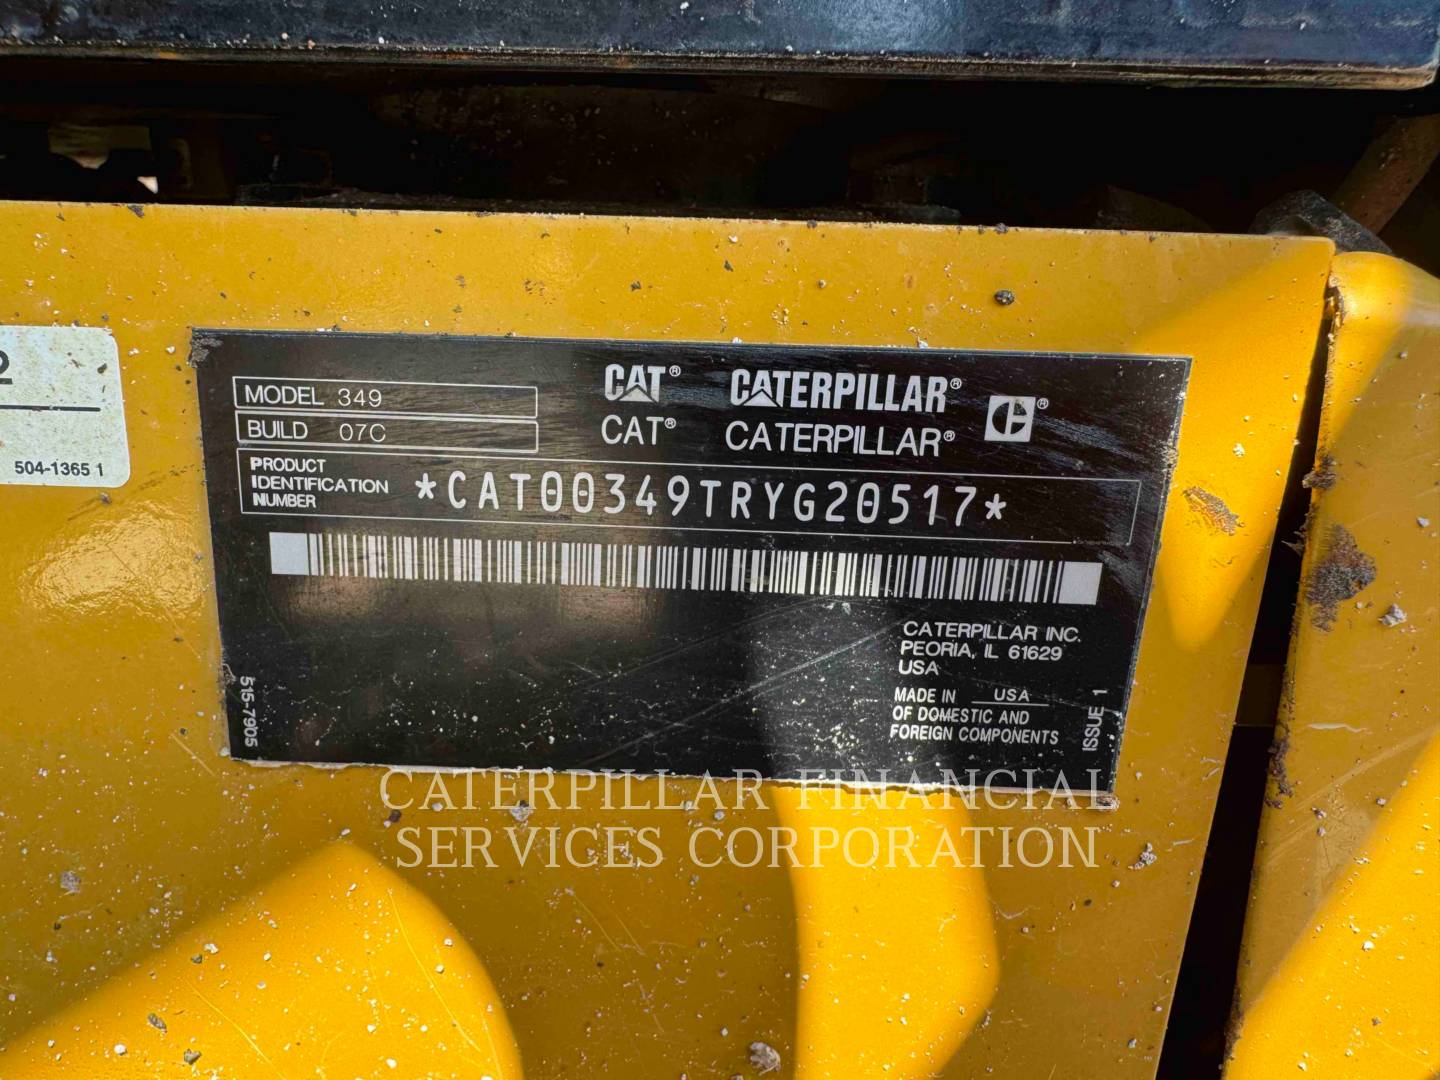 2
504-1365 1
MODEL 349
BUILD 07C
CAT® CATERPILLAR®
CAT® CATERPILLAR® C®
PRODUCT
IDENTIFICATION
NUMBER
*CAT00349TRYG20517*
CATERPILLAR INC.
PEORIA, IL 61629
USA
MADE IN USA
OF DOMESTIC AND
FOREIGN COMPONENTS
515-7905
ISSUE 1
CATERPILLAR FINANCIAL
SERVICES CORPORATION